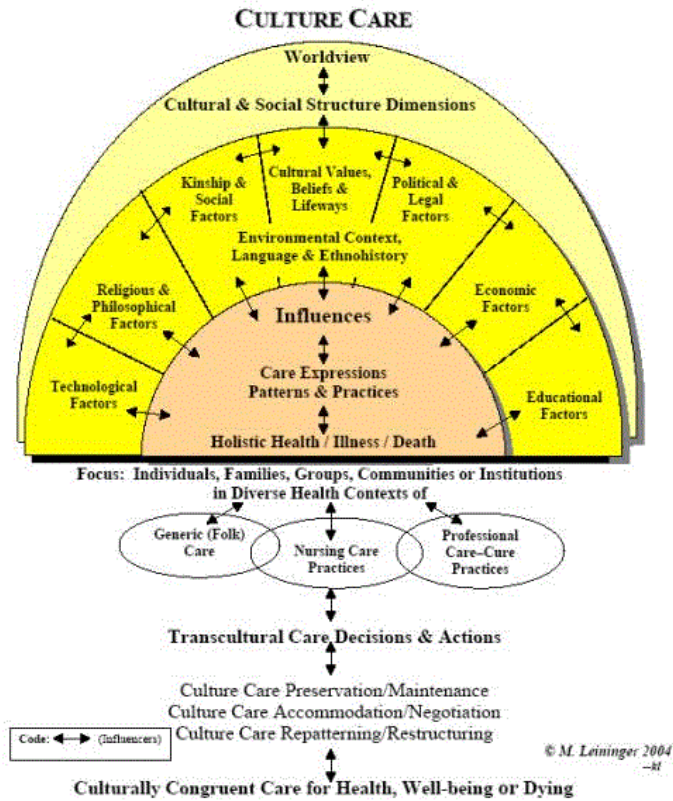 CULTURE CARE
Worldview
Cultural & Social Structure Dimensions
Kinship &
Social
Factors
Cultural Values,
Beliefs &
Lifeways
Political &
Legal
Factors
Environmental Context,
Language & Ethnohistory
Religious &
Philosophical
Factors
Economic
Factors
Influences
Technological
Factors
Care Expressions
Patterns & Practices
Educational
Factors
Holistic Health / Illness / Death
Focus: Individuals, Families, Groups, Communities or Institutions
in Diverse Health Contexts of
Generic (Folk)
Care
Nursing Care
Practices
Professional
Care–Cure
Practices
Transcultural Care Decisions & Actions
Culture Care Preservation/Maintenance
Culture Care Accommodation/Negotiation
Culture Care Repatterning/Restructuring
Code: (Influencers)
© M. Leininger 2004
--kl
Culturally Congruent Care for Health, Well-being or Dying